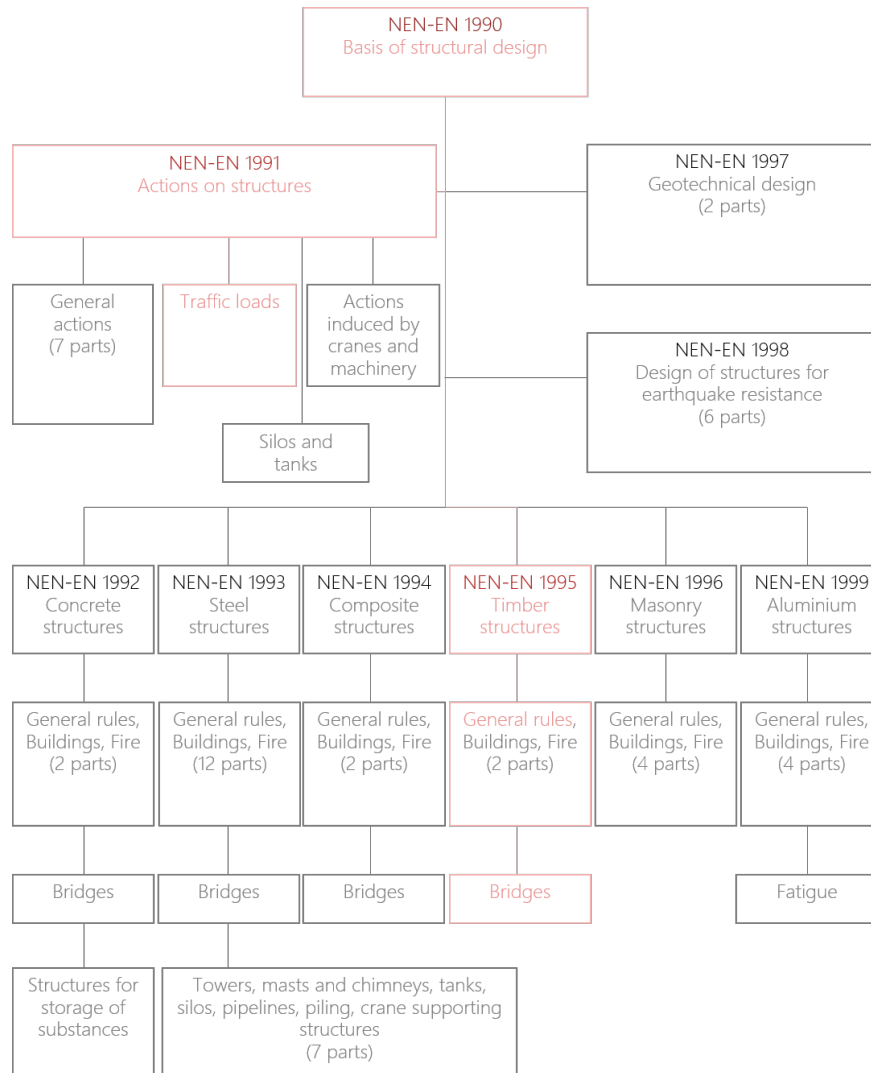 NEN-EN 1990
Basis of structural design
NEN-EN 1991
Actions on structures
NEN-EN 1997
Geotechnical design
(2 parts)
General
actions
(7 parts)
Traffic loads
Actions
induced by
cranes and
machinery
NEN-EN 1998
Design of structures for
earthquake resistance
(6 parts)
Silos and
tanks
NEN-EN 1992
Concrete
structures
NEN-EN 1993
Steel
structures
NEN-EN 1994
Composite
structures
NEN-EN 1995
Timber
structures
NEN-EN 1996
Masonry
structures
NEN-EN 1999
Aluminium
structures
General rules,
Buildings, Fire
(2 parts)
General rules,
Buildings, Fire
(12 parts)
General rules,
Buildings, Fire
(2 parts)
General rules,
Buildings, Fire
(2 parts)
General rules,
Buildings, Fire
(4 parts)
General rules,
Buildings, Fire
(4 parts)
Bridges
Bridges
Bridges
Bridges
Fatigue
Structures for
storage of
substances
Towers, masts and chimneys, tanks,
silos, pipelines, piling, crane supporting
structures
(7 parts)